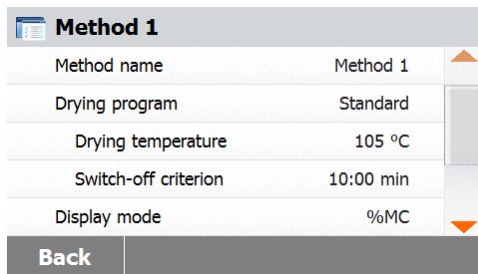 Method 1
Method name Method 1
Drying program Standard
Drying temperature 105 °C
Switch-off criterion 10:00 min
Display mode %MC
Back